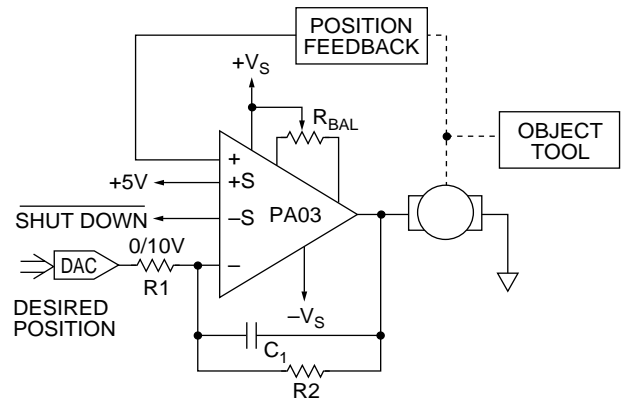 POSITION
FEEDBACK
+VS
RBAL
OBJECT
TOOL
+
+5V
+S
PA03
SHUT DOWN
–S
0/10V
DAC
–
R1
DESIRED
POSITION
–VS
C1
R2